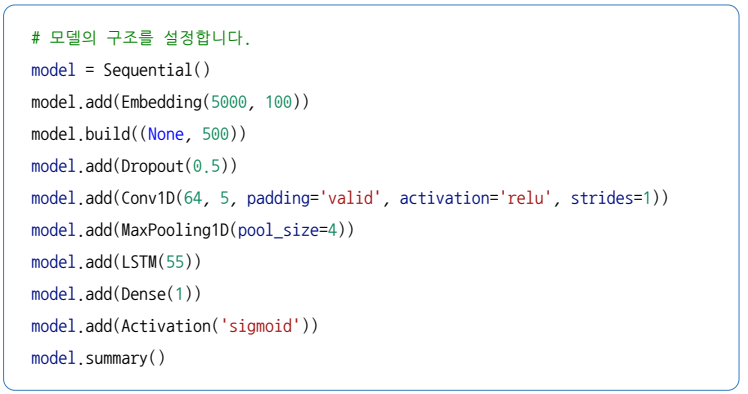 # 모델의 구조를 설정합니다.
model = Sequential()
model.add(Embedding(5000, 100))
model.build((None, 500))
model.add(Dropout(0.5))
model.add(Conv1D(64, 5, padding='valid', activation='relu', strides=1))
model.add(MaxPooling1D(pool_size=4))
model.add(LSTM(55))
model.add(Dense(1))
model.add(Activation('sigmoid'))
model.summary()